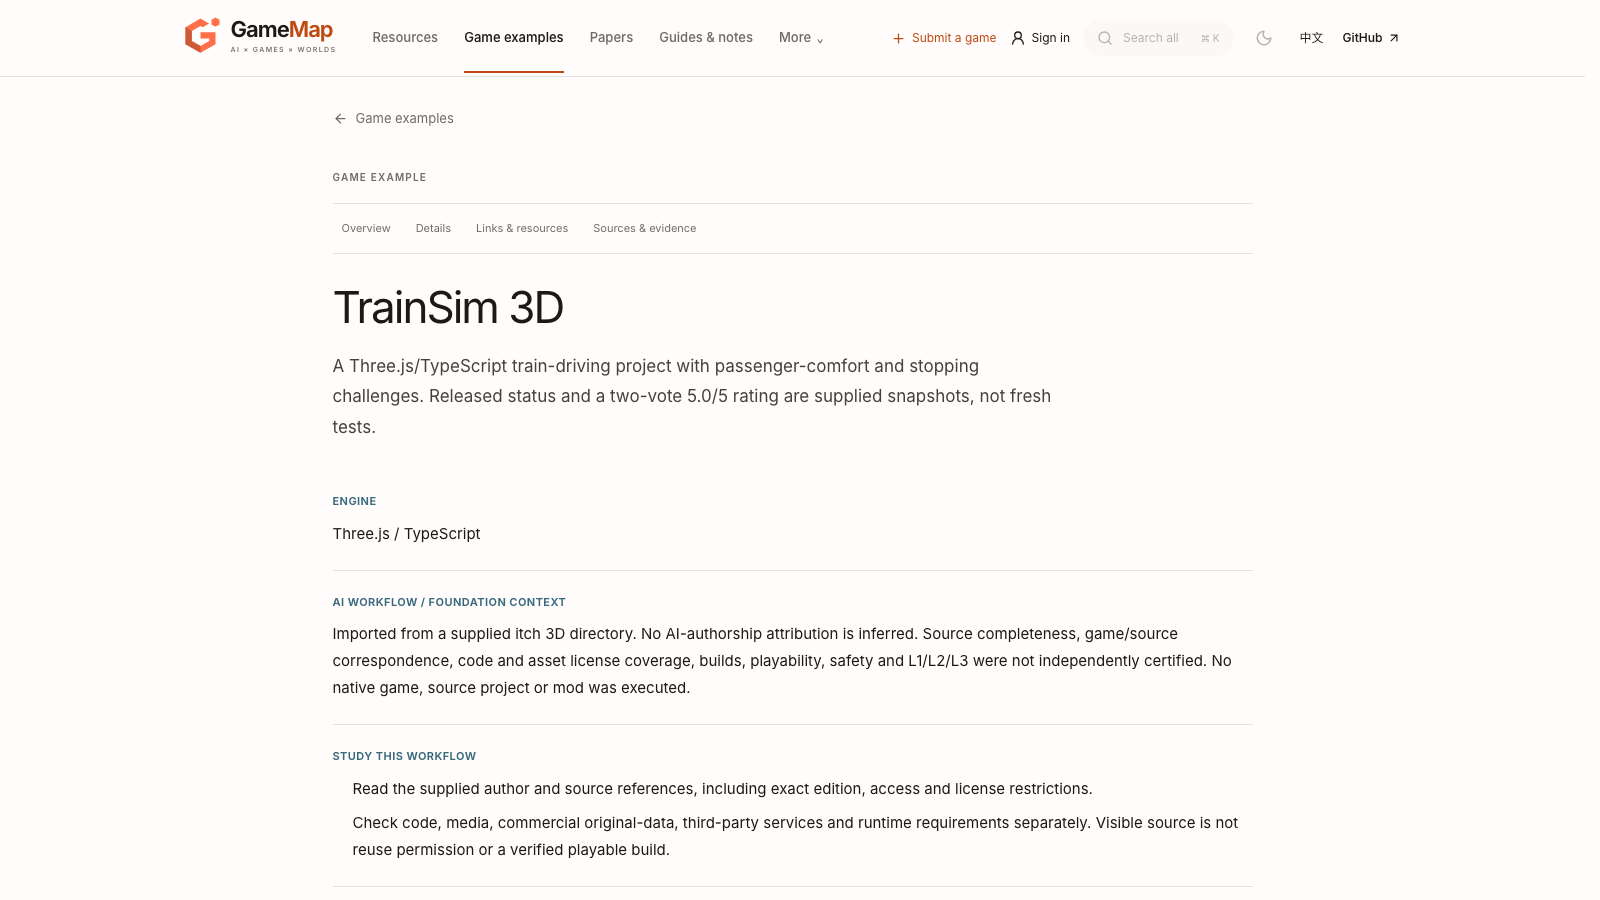 GameMap
AI × GAMES × WORLDS
Resources
Game examples
Papers
Guides & notes
More
Submit a game
Sign in
Search all
⌘ K
中文
GitHub
Game examples
GAME EXAMPLE
Overview
Details
Links & resources
Sources & evidence
TrainSim 3D
A Three.js/TypeScript train-driving project with passenger-comfort and stopping
challenges. Released status and a two-vote 5.0/5 rating are supplied snapshots, not fresh
tests.
ENGINE
Three.js / TypeScript
AI WORKFLOW / FOUNDATION CONTEXT
Imported from a supplied itch 3D directory. No AI-authorship attribution is inferred. Source completeness, game/source
correspondence, code and asset license coverage, builds, playability, safety and L1/L2/L3 were not independently certified. No
native game, source project or mod was executed.
STUDY THIS WORKFLOW
Read the supplied author and source references, including exact edition, access and license restrictions.
Check code, media, commercial original-data, third-party services and runtime requirements separately. Visible source is not
reuse permission or a verified playable build.